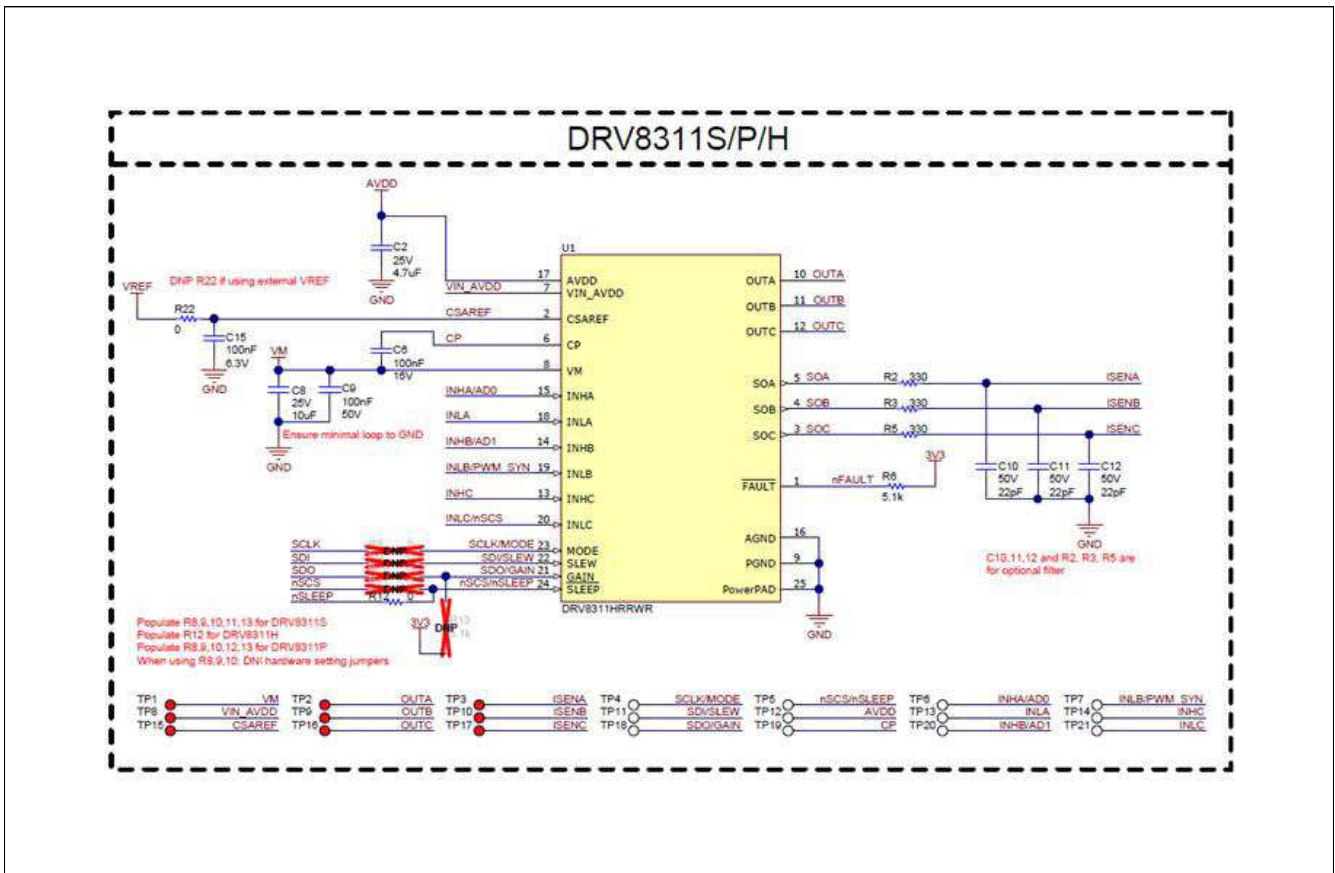 DRV8311S/P/H
AVDD
C2
25V
4.7uF
GND
DNP R22 if using external VREF
VREF
R22
0
C15
100nF
6.3V
GND
VM
C8
25V
10uF
C9
100nF
50V
GND
Ensure minimal loop to GND
C6
100nF
16V
VIN_AVDD
CSAREF
CP
INHA/AD0
INLA
INHB/AD1
INLB/PWM_SYN
INHC
INLC/nSCS
U1
17 AVDD
7 VIN_AVDD
2 CSAREF
6 CP
8 VM
15 INHA
18 INLA
14 INHB
19 INLB
13 INHC
20 INLC
SCLK DNP SCLK/MODE 23 MODE
SDI DNP SDI/SLEW 22 SLEW
SDO DNP SDO/GAIN 21 GAIN
nSCS DNP nSCS/nSLEEP 24 SLEEP
nSLEEP R12 0
DRV8311HRRWR
3V3
DNP
R13
5.1k
OUTA 10 OUTA
OUTB 11 OUTB
OUTC 12 OUTC
SOA 5 SOA R2 330 ISENA
SOB 4 SOB R3 330 ISENB
SOC 3 SOC R5 330 ISENC
FAULT 1 nFAULT R6
5.1k
3V3
C10
50V
22pF
C11
50V
22pF
C12
50V
22pF
GND
AGND 16
PGND 9
PowerPAD 25
GND
C10,11,12 and R2, R3, R5 are
for optional filter
Populate R8,9,10,11,13 for DRV8311S
Populate R12 for DRV8311H
Populate R8,9,10,12,13 for DRV8311P
When using R8,9,10: DNI hardware setting jumpers
TP1 VM TP2 OUTA TP3 ISENA TP4 SCLK/MODE TP5 nSCS/nSLEEP TP6 INHA/AD0 TP7 INLB/PWM_SYN
TP8 VIN_AVDD TP9 OUTB TP10 ISENB TP11 SDI/SLEW TP12 AVDD TP13 INLA TP14 INHC
TP15 CSAREF TP16 OUTC TP17 ISENC TP18 SDO/GAIN TP19 CP TP20 INHB/AD1 TP21 INLC